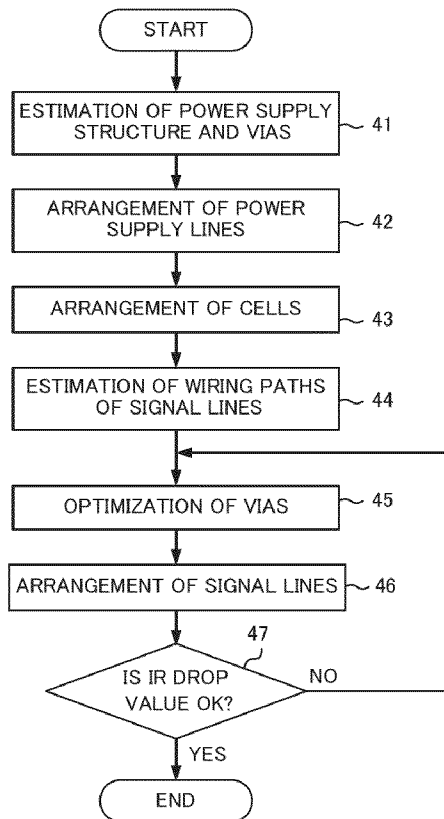 START
ESTIMATION OF POWER SUPPLY
STRUCTURE AND VIAS
41
ARRANGEMENT OF POWER
SUPPLY LINES
42
ARRANGEMENT OF CELLS
43
ESTIMATION OF WIRING PATHS
OF SIGNAL LINES
44
OPTIMIZATION OF VIAS
45
ARRANGEMENT OF SIGNAL LINES
46
47
IS IR DROP
VALUE OK?
NO
YES
END